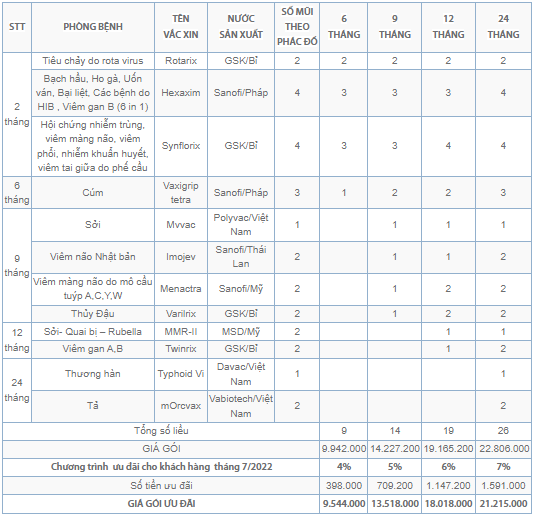 STT PHÒNG BỆNH TÊN VẮC XIN NƯỚC SẢN XUẤT SỐ MŨI THEO PHÁC ĐỒ 6 THÁNG 9 THÁNG 12 THÁNG 24 THÁNG
2 tháng
Tiêu chảy do rota virus Rotarix GSK/Bỉ 2 2 2 2 2
Bạch hầu, Ho gà, Uốn
ván, Bại liệt, Các bệnh do
HIB , Viêm gan B (6 in 1) Hexaxim Sanofi/Pháp 4 3 3 3 4
Hội chứng nhiễm trùng,
viêm màng não, viêm
phổi, nhiễm khuẩn huyết,
viêm tai giữa do phế cầu Synflorix GSK/Bỉ 4 3 3 4 4
6 tháng
Cúm Vaxigrip tetra Sanofi/Pháp 3 1 2 2 3
9 tháng
Sởi Mvvac Polyvac/Việt Nam 1 1 1 1
Viêm não Nhật bản Imojev Sanofi/Thái Lan 2 1 1 2
Viêm màng não do mô cầu
tuýp A,C,Y,W Menactra Sanofi/Mỹ 2 1 2 2
Thủy Đậu Varilrix GSK/Bỉ 2 1 2 2
12 tháng
Sởi- Quai bị – Rubella MMR-II MSD/Mỹ 2 1 1
Viêm gan A,B Twinrix GSK/Bỉ 2 1 2
24 tháng
Thương hàn Typhoid Vi Davac/Việt Nam 1 1
Tả mOrcvax Vabiotech/Việt Nam 2 2
Tổng số liều 9 14 19 26
GIÁ GÓI 9.942.000 14.227.000 19.165.200 22.806.000
Chương trình ưu đãi cho khách hàng tháng 7/2022 4% 5% 6% 7%
Số tiền ưu đãi 398.000 709.200 1.147.200 1.591.000
GIÁ GÓI ƯU ĐÃI 9.544.000 13.518.000 18.018.000 21.215.000